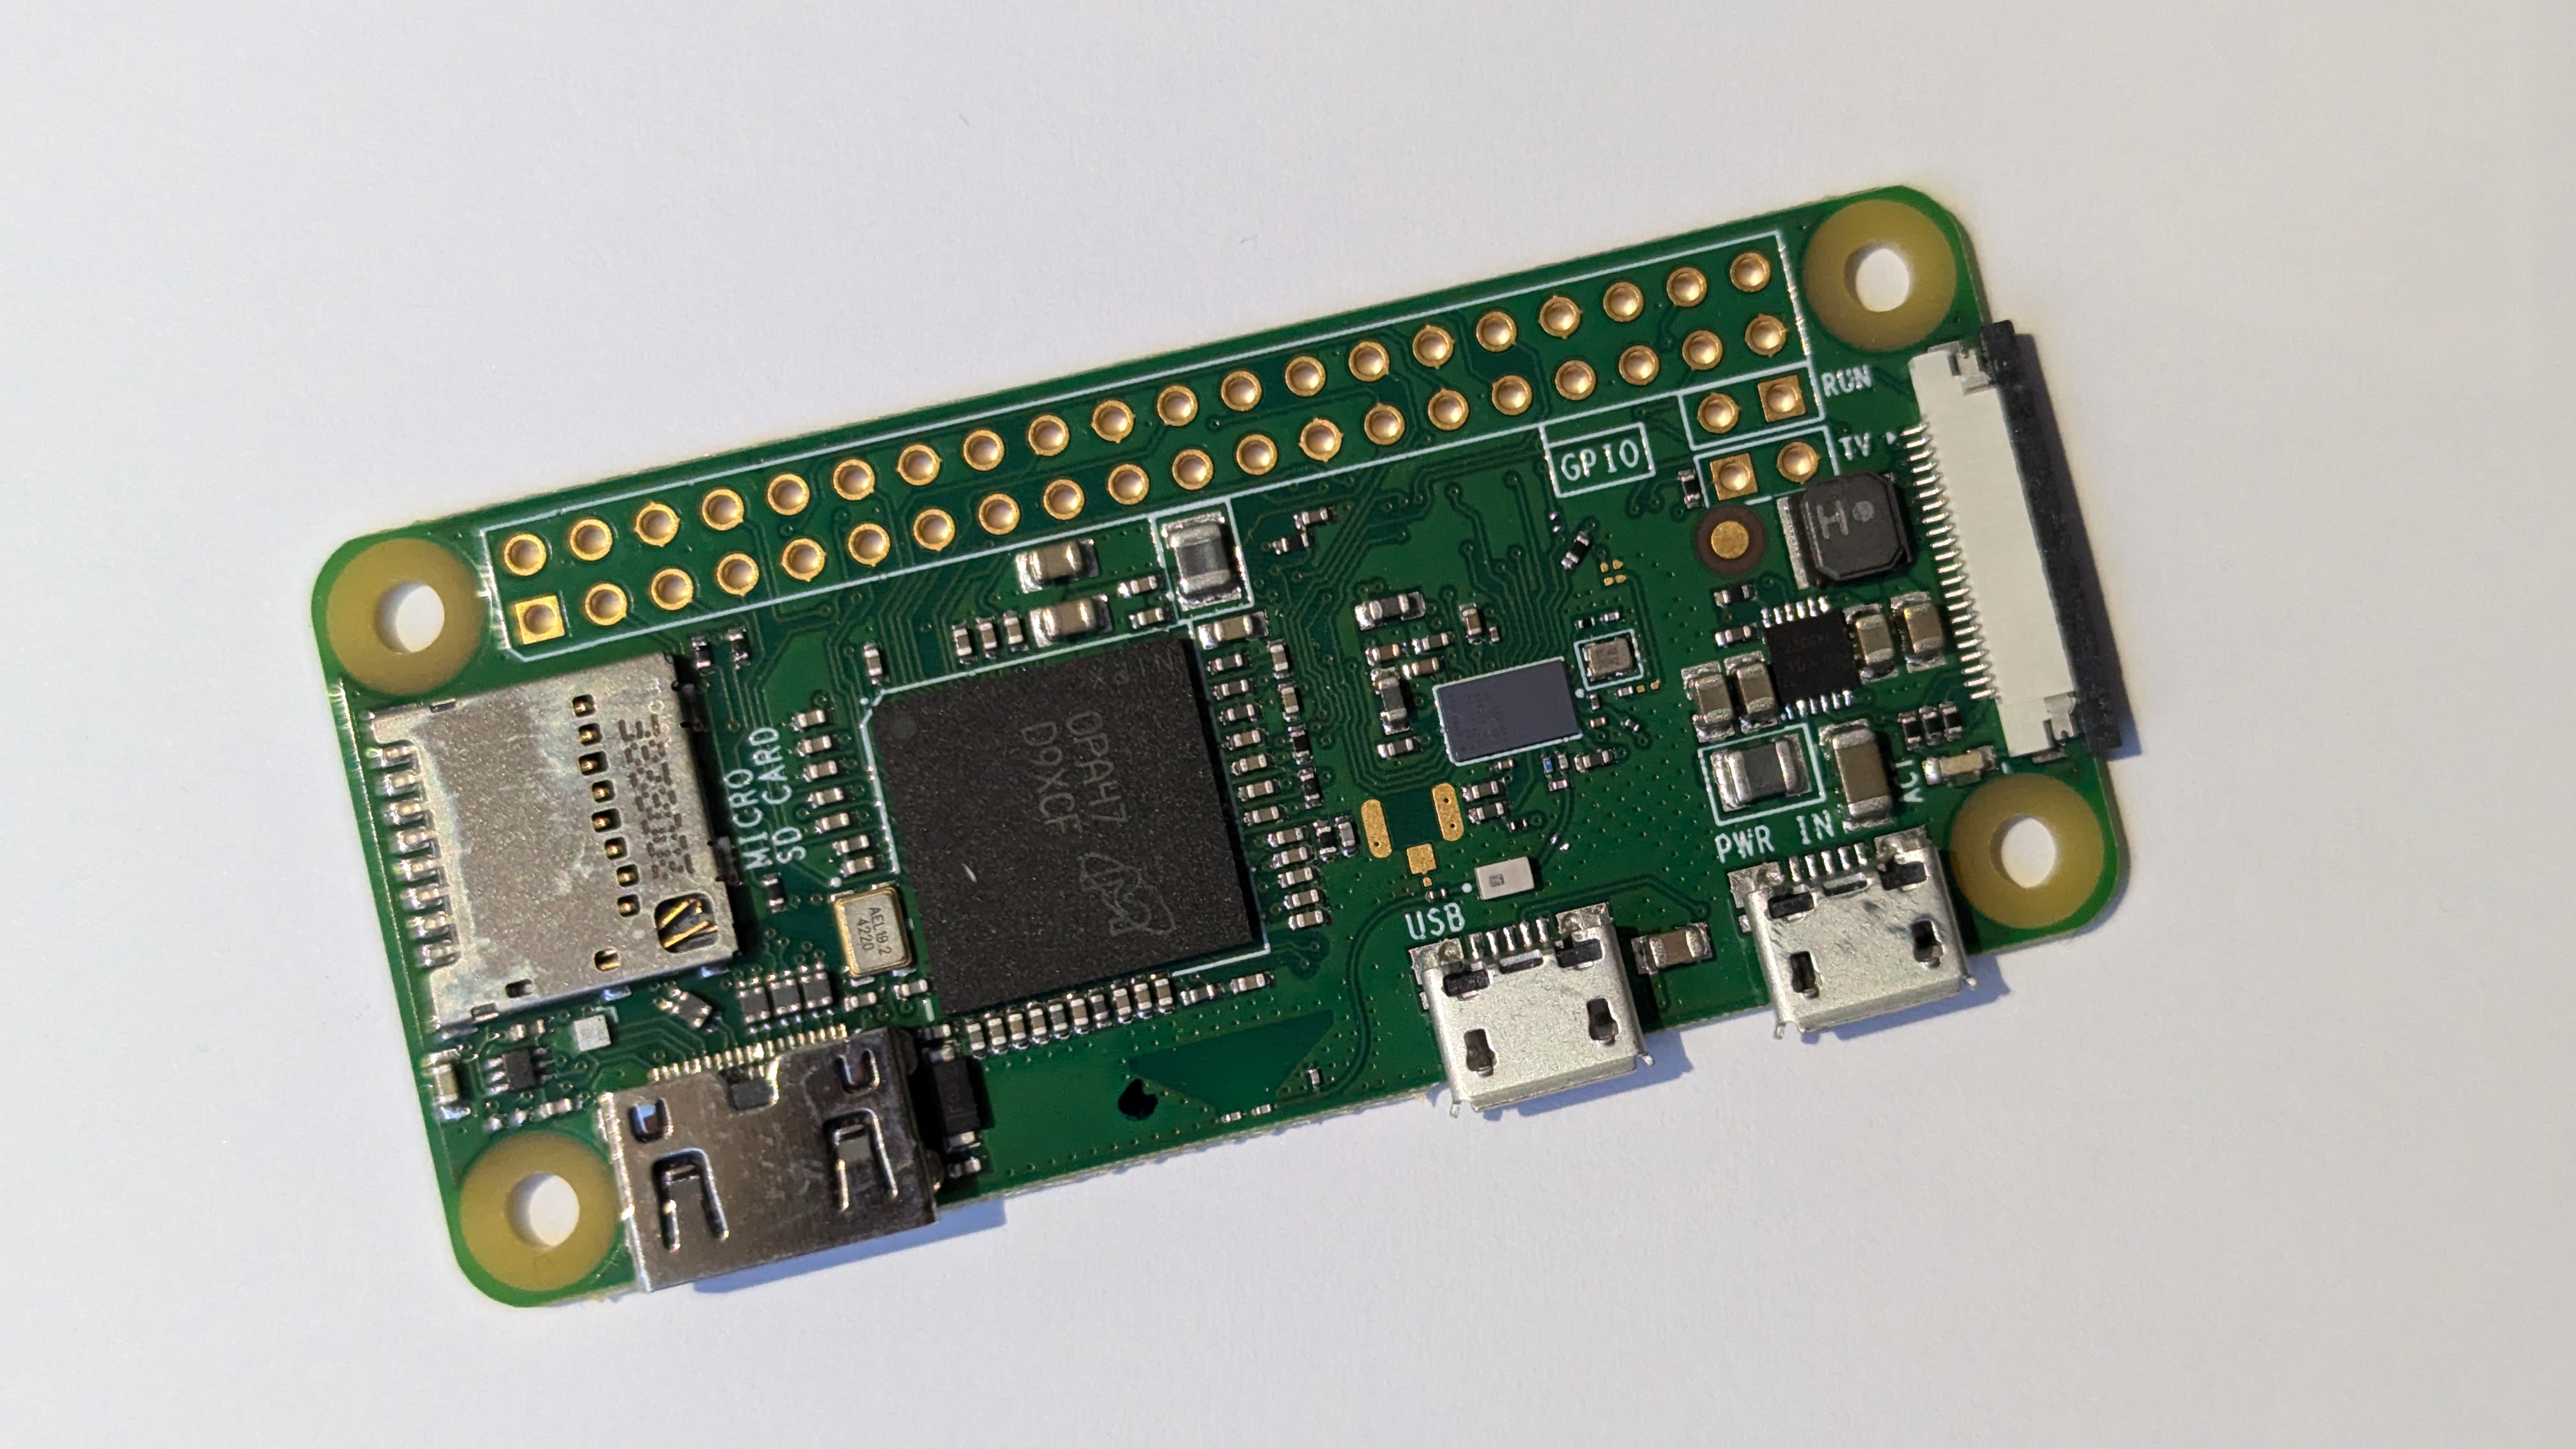 RUN
TV
GPIO
H
MICRO
SD CARD
0PA47
D9XCF
AEL19.2
4220
PWR IN
ACT
USB